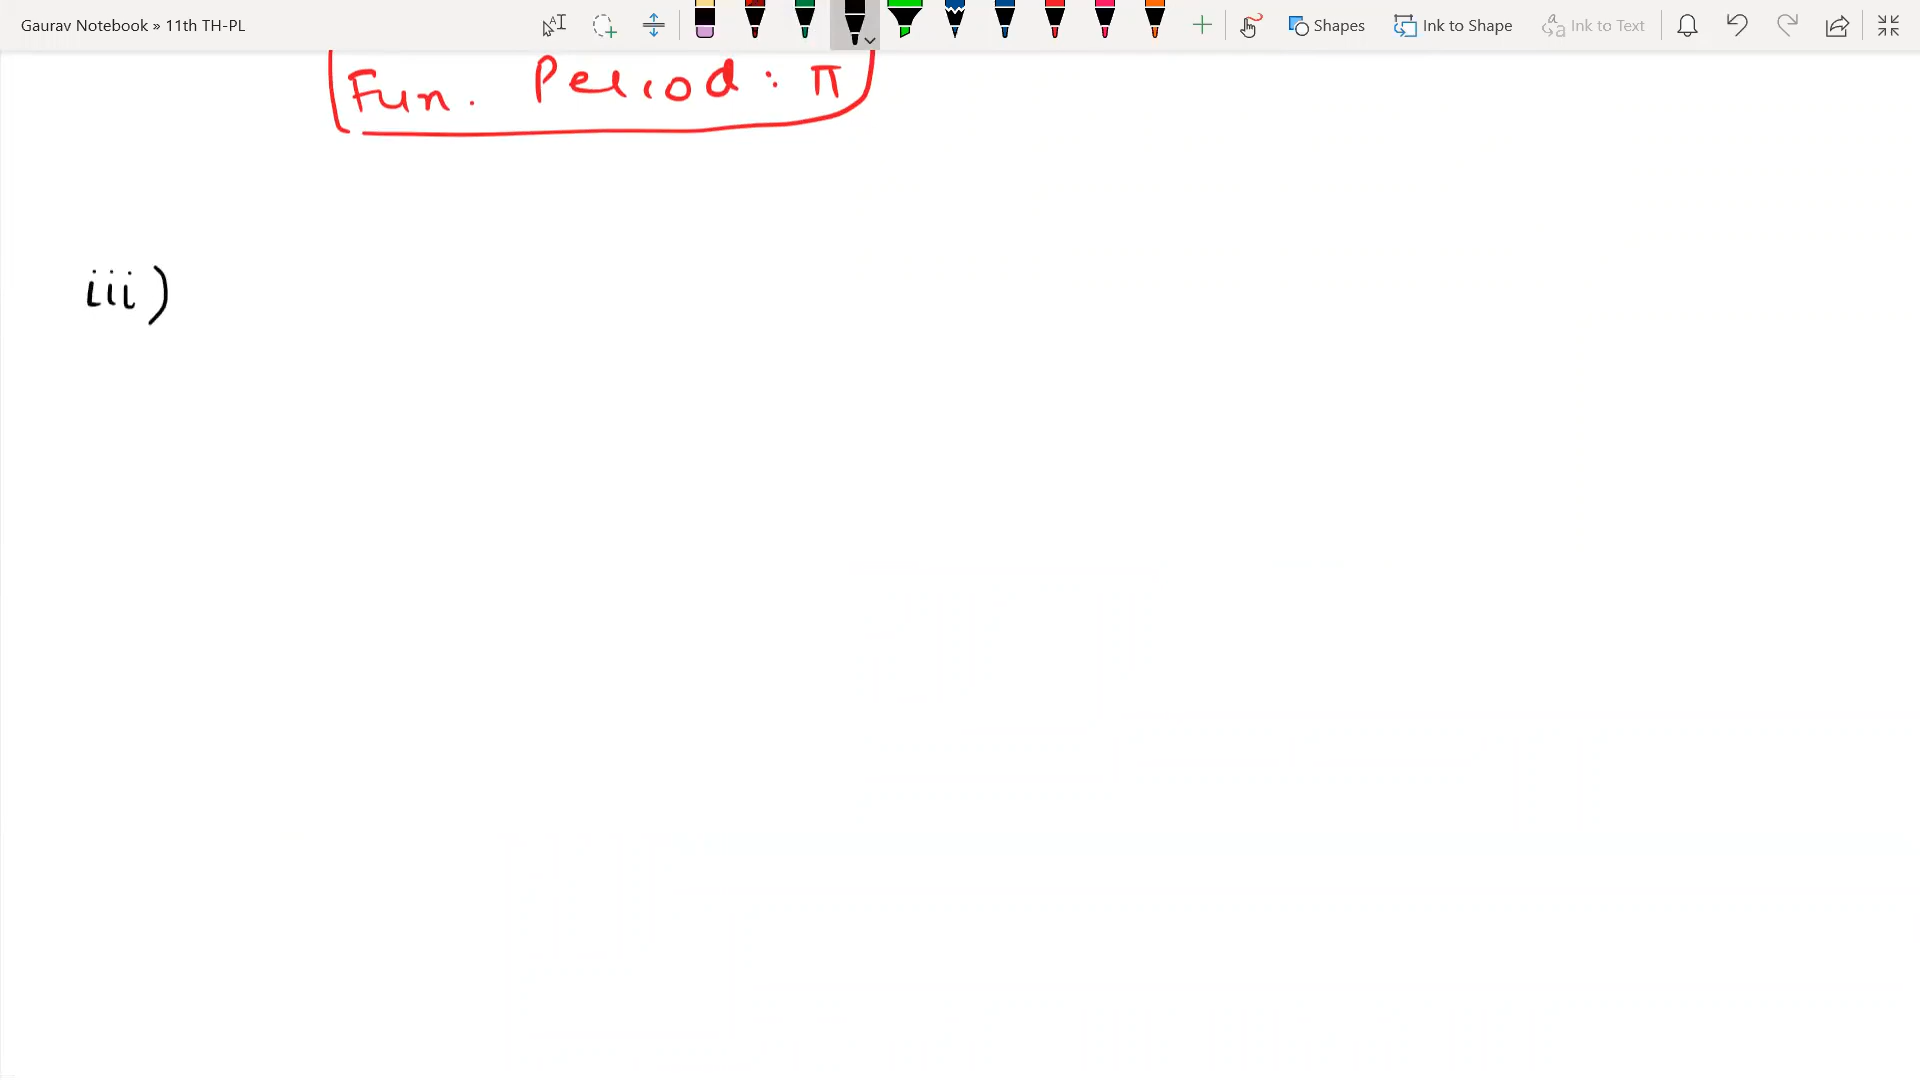 Gaurav Notebook » 11th TH-PL
Shapes
Ink to Shape
Ink to Text
Fun. Period : π
iii)